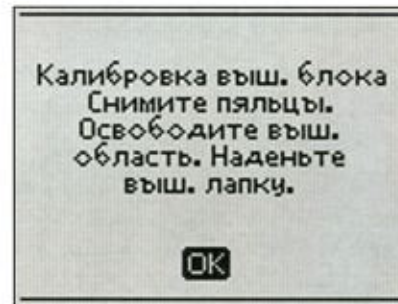 Калибровка выш. блока
Снимите пяльцы.
Освободите выш.
область. Наденьте
выш. лапку.
OK